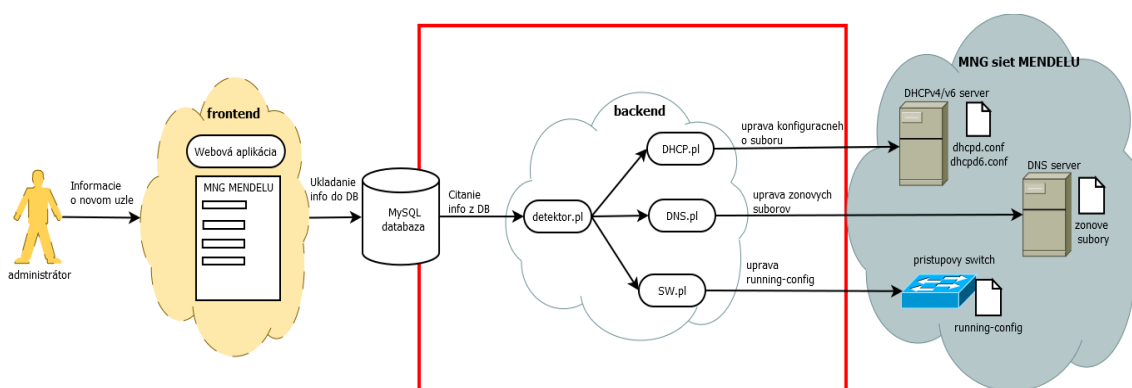 administrátor
Informacie
o novom uzle
frontend
Webová aplikácia
MNG MENDELU
Ukladanie
info do DB
MySQL
databaza
Citanie
info z DB
backend
detektor.pl
DHCP.pl
DNS.pl
SW.pl
uprava konfiguracneh
o suboru
uprava zonovych
suborov
uprava
running-config
MNG siet MENDELU
DHCPv4/v6 server
dhcpd.conf
dhcpd6.conf
DNS server
zonove
subory
pristupovy switch
running-config